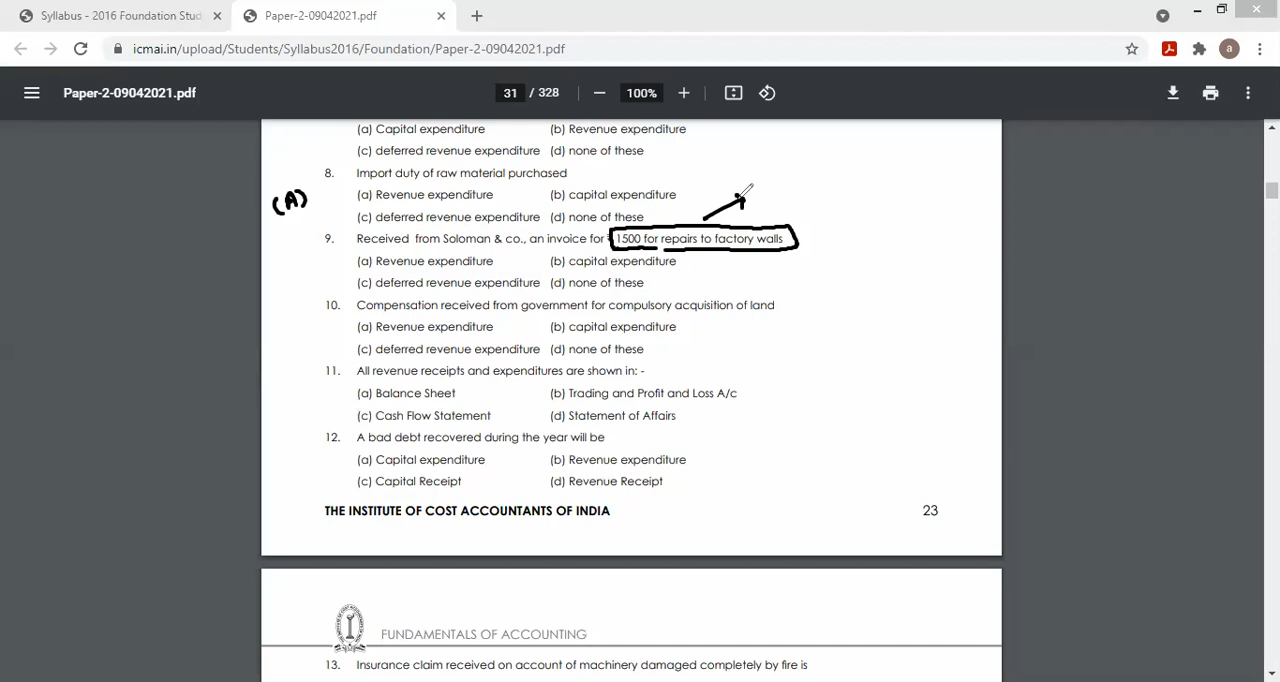 Syllabus - 2016 Foundation Stud
Paper-2-09042021.pdf
icmai.in/upload/Students/Syllabus2016/Foundation/Paper-2-09042021.pdf
a
Paper-2-09042021.pdf
31 / 328
100%
(a) Capital expenditure (b) Revenue expenditure
(c) deferred revenue expenditure (d) none of these
8. Import duty of raw material purchased
(A)
(a) Revenue expenditure (b) capital expenditure
(c) deferred revenue expenditure (d) none of these
9. Received from Soloman & co., an invoice for ₹ 1500 for repairs to factory walls
(a) Revenue expenditure (b) capital expenditure
(c) deferred revenue expenditure (d) none of these
10. Compensation received from government for compulsory acquisition of land
(a) Revenue expenditure (b) capital expenditure
(c) deferred revenue expenditure (d) none of these
11. All revenue receipts and expenditures are shown in: -
(a) Balance Sheet (b) Trading and Profit and Loss A/c
(c) Cash Flow Statement (d) Statement of Affairs
12. A bad debt recovered during the year will be
(a) Capital expenditure (b) Revenue expenditure
(c) Capital Receipt (d) Revenue Receipt
THE INSTITUTE OF COST ACCOUNTANTS OF INDIA 23
FUNDAMENTALS OF ACCOUNTING
13. Insurance claim received on account of machinery damaged completely by fire is